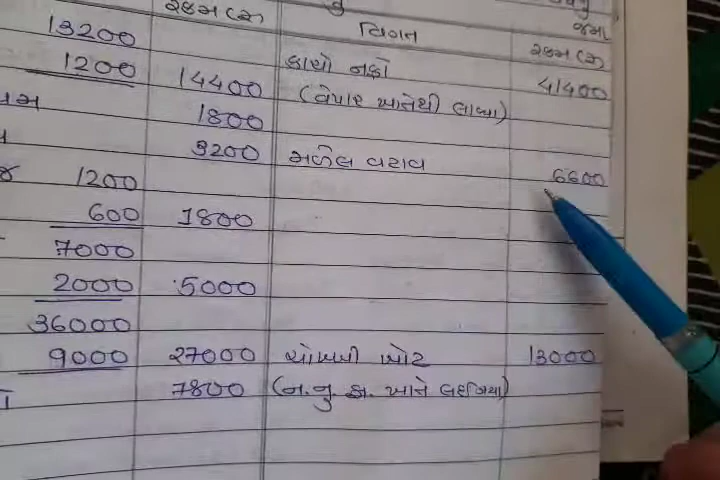 રકમ (રૂ)
વિગત
જમા
રકમ (રૂ)
13200
1200 14400 કાચો નફો 41400
(વેપાર ખાતેથી લાવ્યા)
1800
3200 મળેલ વટાવ 6600
1200
600 1800
7000
2000 5000
36000
9000 27000 ચોખ્ખી ખોટ 13000
7800 (ન.નુ. હ. ખાતે લઈ ગયા)